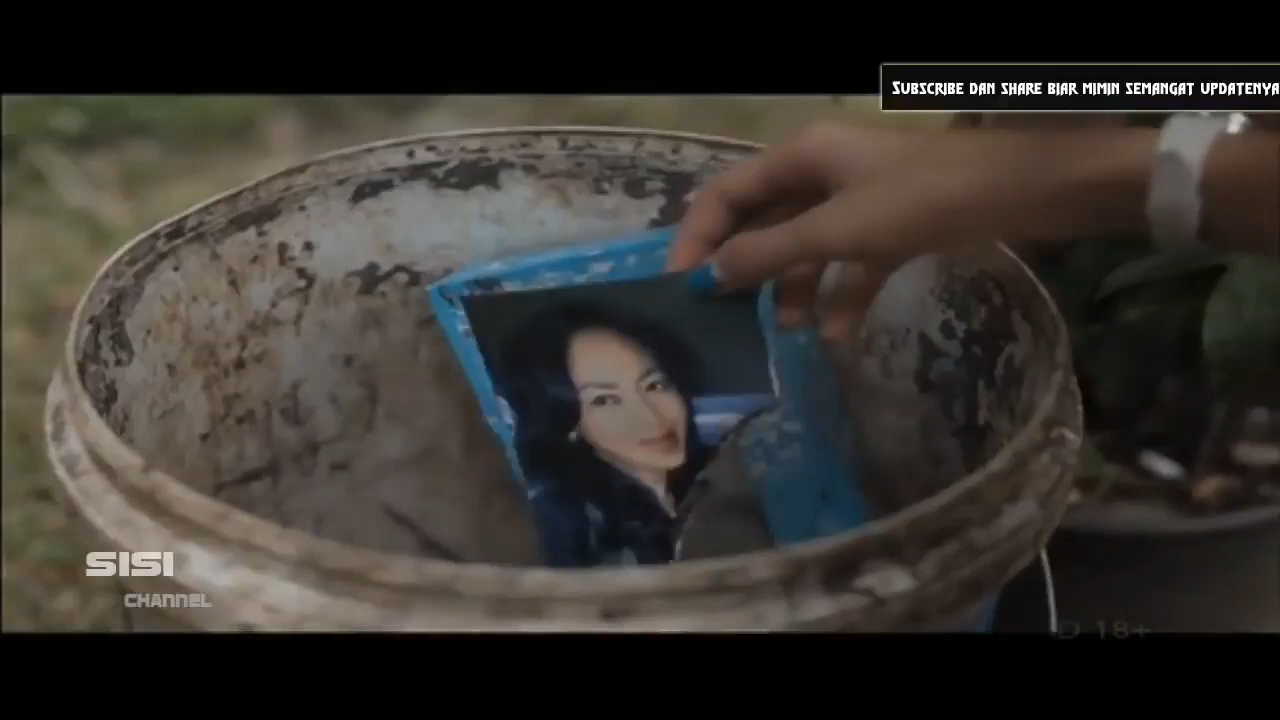 SUBSCRIBE DAN SHARE BIAR MIMIN SEMANGAT UPDATENYA
SISI
CHANNEL
D 18+